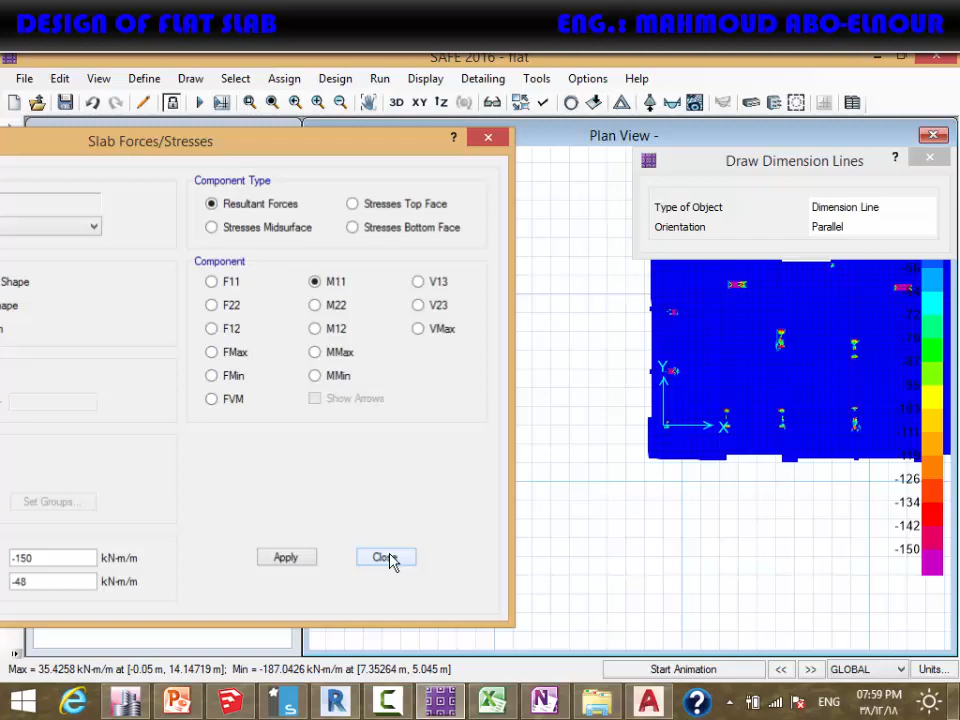 DESIGN OF FLAT SLAB
ENG.: MAHMOUD ABO-ELNOUR
SAFE 2016 - flat
File Edit View Define Draw Select Assign Design Run Display Detailing Tools Options Help
3D XY YZ
Plan View -
Slab Forces/Stresses
?
Draw Dimension Lines
?
Type of Object Dimension Line
Orientation Parallel
Component Type
Resultant Forces Stresses Top Face
Stresses Midsurface Stresses Bottom Face
Component
Shape
F11 M11 V13
F22 M22 V23
F12 M12 VMax
FMax MMax
FMin MMin
FVM Show Arrows
Set Groups...
-150 kN-m/m
-48 kN-m/m
Apply
Y
X
-72
-111
-126
-134
-142
-150
Max = 35.4258 kN-m/m at [-0.05 m, 14.14719 m]; Min = -187.0426 kN-m/m at [7.35264 m, 5.045 m]
Start Animation << >> GLOBAL Units...
ENG
07:59 PM